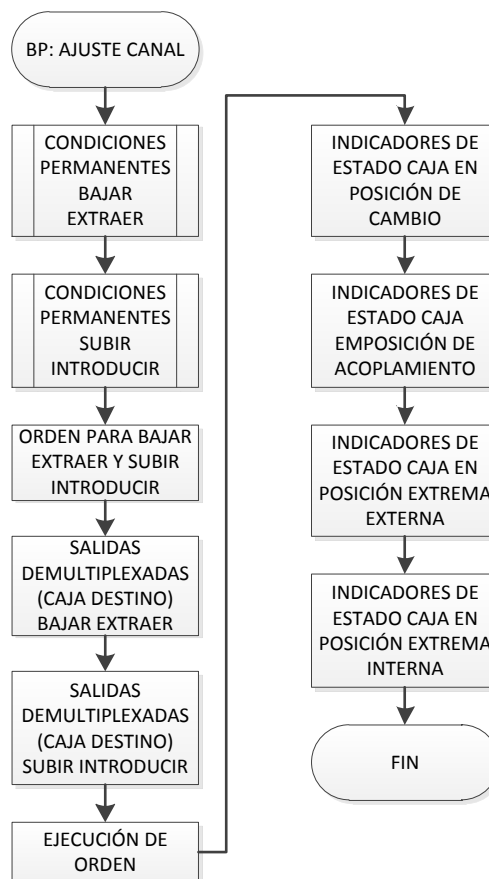 BP: AJUSTE CANAL
CONDICIONES
PERMANENTES
BAJAR
EXTRAER
CONDICIONES
PERMANENTES
SUBIR
INTRODUCIR
ORDEN PARA BAJAR
EXTRAER Y SUBIR
INTRODUCIR
SALIDAS
DEMULTIPLEXADAS
(CAJA DESTINO)
BAJAR EXTRAER
SALIDAS
DEMULTIPLEXADAS
(CAJA DESTINO)
SUBIR INTRODUCIR
EJECUCIÓN DE
ORDEN
INDICADORES DE
ESTADO CAJA EN
POSICIÓN DE
CAMBIO
INDICADORES DE
ESTADO CAJA
EMPOSICIÓN DE
ACOPLAMIENTO
INDICADORES DE
ESTADO CAJA EN
POSICIÓN EXTREMA
EXTERNA
INDICADORES DE
ESTADO CAJA EN
POSICIÓN EXTREMA
INTERNA
FIN